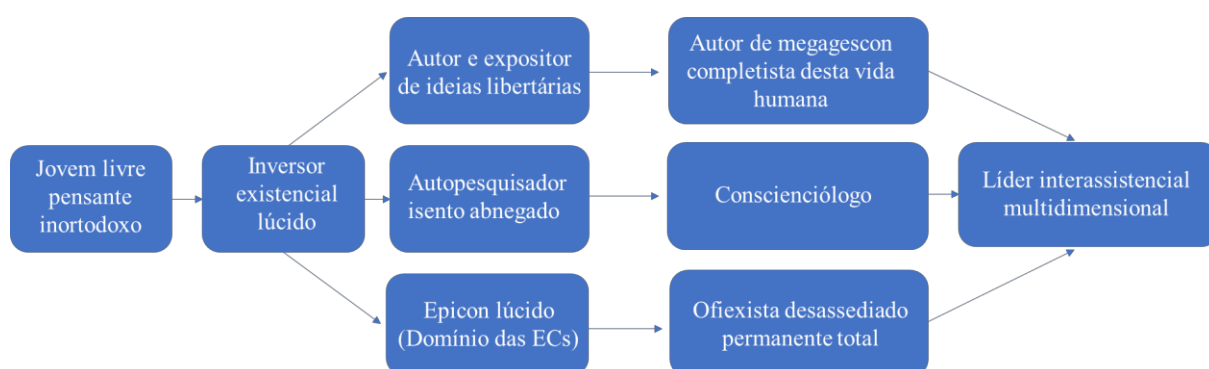 Jovem livre
pensante
inortodoxo
Inversor
existencial
lúcido
Autor e expositor
de ideias libertárias
Autor de megagescon
completista desta vida
humana
Autopesquisador
isento abnegado
Conscienciólogo
Epicon lúcido
(Domínio das ECs)
Ofiexista desassediado
permanente total
Líder interassistencial
multidimensional